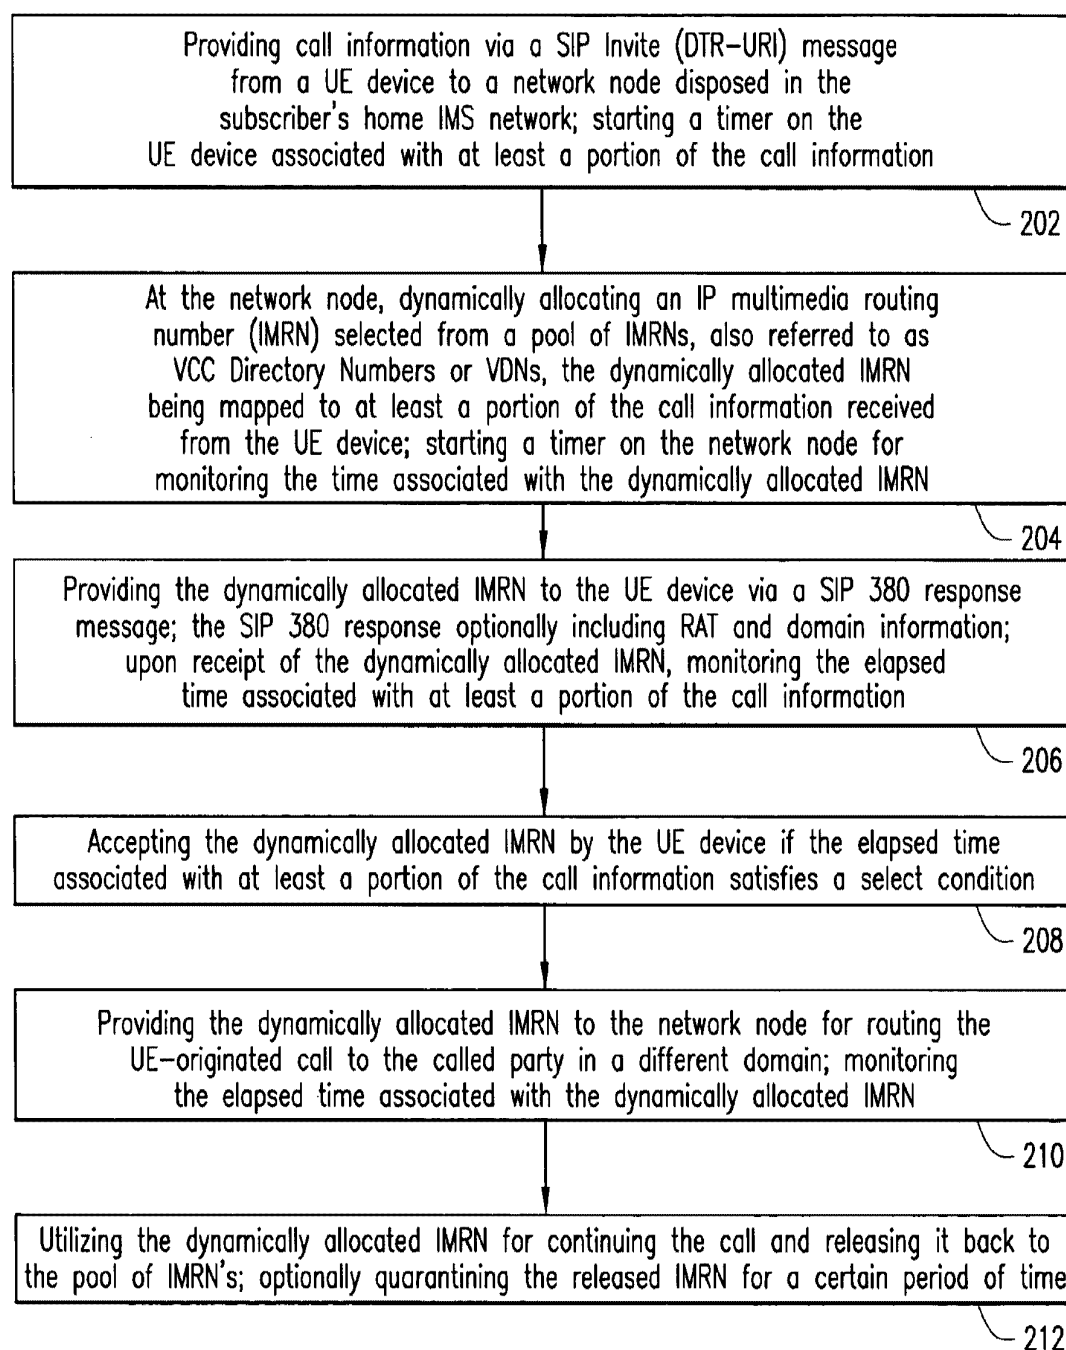 Providing call information via a SIP Invite (DTR-URI) message
from a UE device to a network node disposed in the
subscriber's home IMS network; starting a timer on the
UE device associated with at least a portion of the call information
202
At the network node, dynamically allocating an IP multimedia routing
number (IMRN) selected from a pool of IMRNs, also referred to as
VCC Directory Numbers or VDNs, the dynamically allocated IMRN
being mapped to at least a portion of the call information received
from the UE device; starting a timer on the network node for
monitoring the time associated with the dynamically allocated IMRN
204
Providing the dynamically allocated IMRN to the UE device via a SIP 380 response
message; the SIP 380 response optionally including RAT and domain information;
upon receipt of the dynamically allocated IMRN, monitoring the elapsed
time associated with at least a portion of the call information
206
Accepting the dynamically allocated IMRN by the UE device if the elapsed time
associated with at least a portion of the call information satisfies a select condition
208
Providing the dynamically allocated IMRN to the network node for routing the
UE-originated call to the called party in a different domain; monitoring
the elapsed time associated with the dynamically allocated IMRN
210
Utilizing the dynamically allocated IMRN for continuing the call and releasing it back to
the pool of IMRN's; optionally quarantining the released IMRN for a certain period of time
212